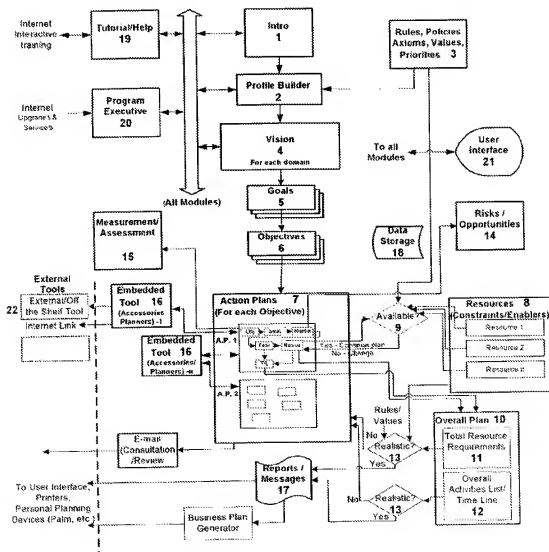 Internet
Interactive
training
Tutorial/Help
19
Intro
1
Rules, Policies
Axioms, Values,
Priorities 3
Internet
Upgrades &
Services
Program
Executive
20
Profile Builder
2
Vision
4
For each domain
To all
Modules
User
Interface
21
(All Modules)
Goals
5
Measurement/
Assessment
15
Objectives
6
Data
Storage
18
Risks /
Opportunities
14
External
Tools
22
External/Off
the Shelf Tool
Internet Link
Embedded
Tool 16
(Accessories
Planners) -1
Embedded
Tool 16
(Accessories/
Planners) -n
Action Plans 7
(For each Objective)
A.P. 1
A.P. 2
Available?
9
Yes - Continue Plan
No - Change
Resources 8
(Constraints/Enablers)
Resource 1
Resource 2
Resource x
Rules/
Values
Overall Plan 10
Total Resource
Requirements
11
Overall
Activities List/
Time Line
12
No
Realistic?
13
Yes
E-mail
(Consultation
/Review
Reports /
Messages
17
No
Realistic?
13
Yes
To User Interface,
Printers,
Personal Planning
Devices (Palm, etc
Business Plan
Generator